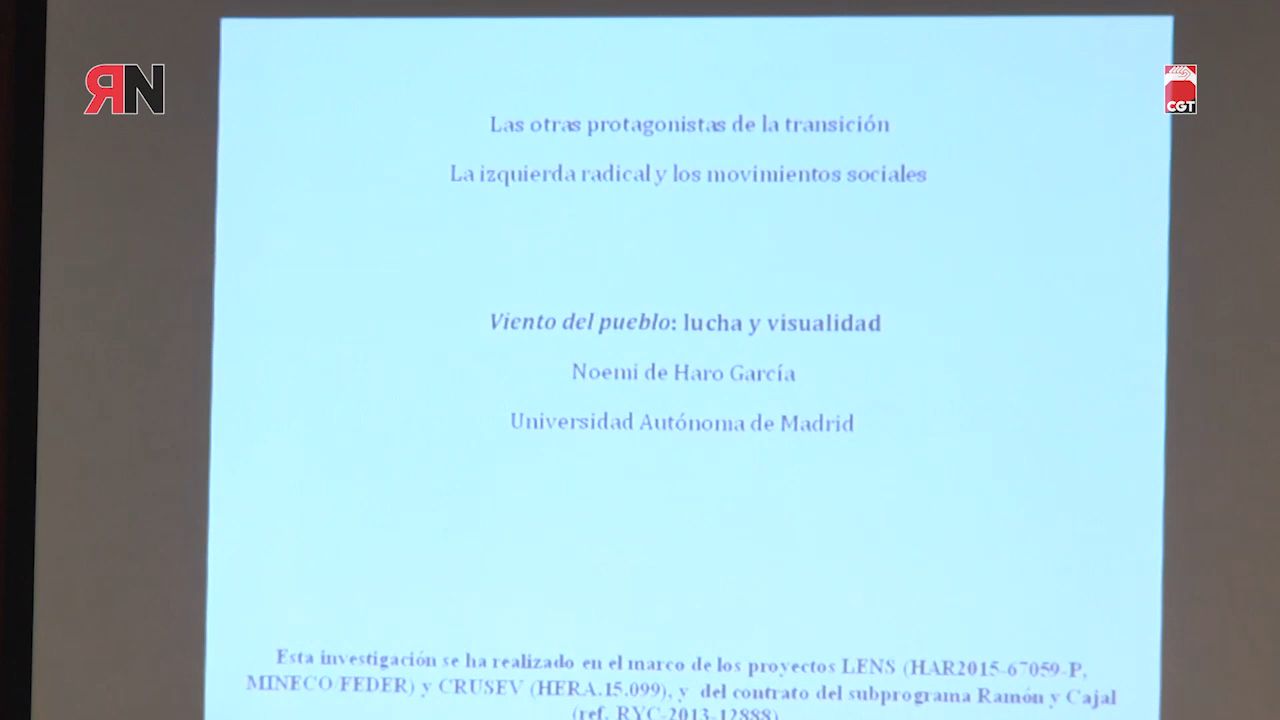 ЯN
CGT
Las otras protagonistas de la transición
La izquierda radical y los movimientos sociales
Viento del pueblo: lucha y visualidad
Noemi de Haro García
Universidad Autónoma de Madrid
Esta investigación se ha realizado en el marco de los proyectos LENS (HAR2015-67059-P,
MINECO/FEDER) y CRUSEV (HERA.15.099), y del contrato del subprograma Ramón y Cajal
(ref. RYC-2013-12888)